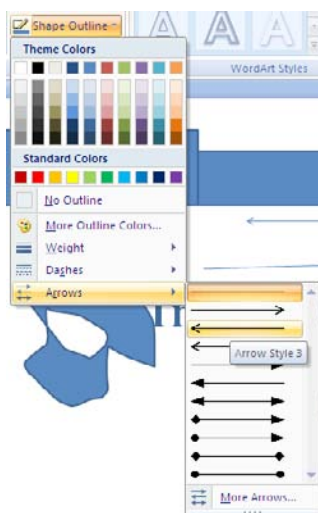 Shape Outline
Theme Colors
WordArt Styles
Standard Colors
No Outline
More Outline Colors...
Weight
Dashes
Arrows
Arrow Style 3
More Arrows...